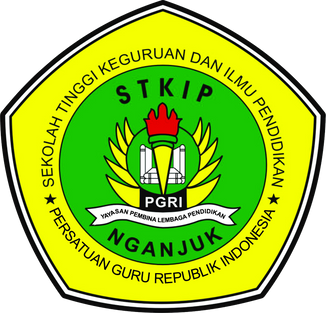 ★ SEKOLAH TINGGI KEGURUAN DAN ILMU PENDIDIKAN ★
STKIP
PGRI
YAYASAN PEMBINA LEMBAGA PENDIDIKAN
NGANJUK
PERSATUAN GURU REPUBLIK INDONESIA